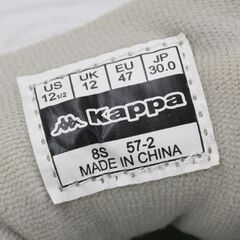 US UK EU JP
12 1/2 12 47 30.0
Kappa
8S 57-2
MADE IN CHINA